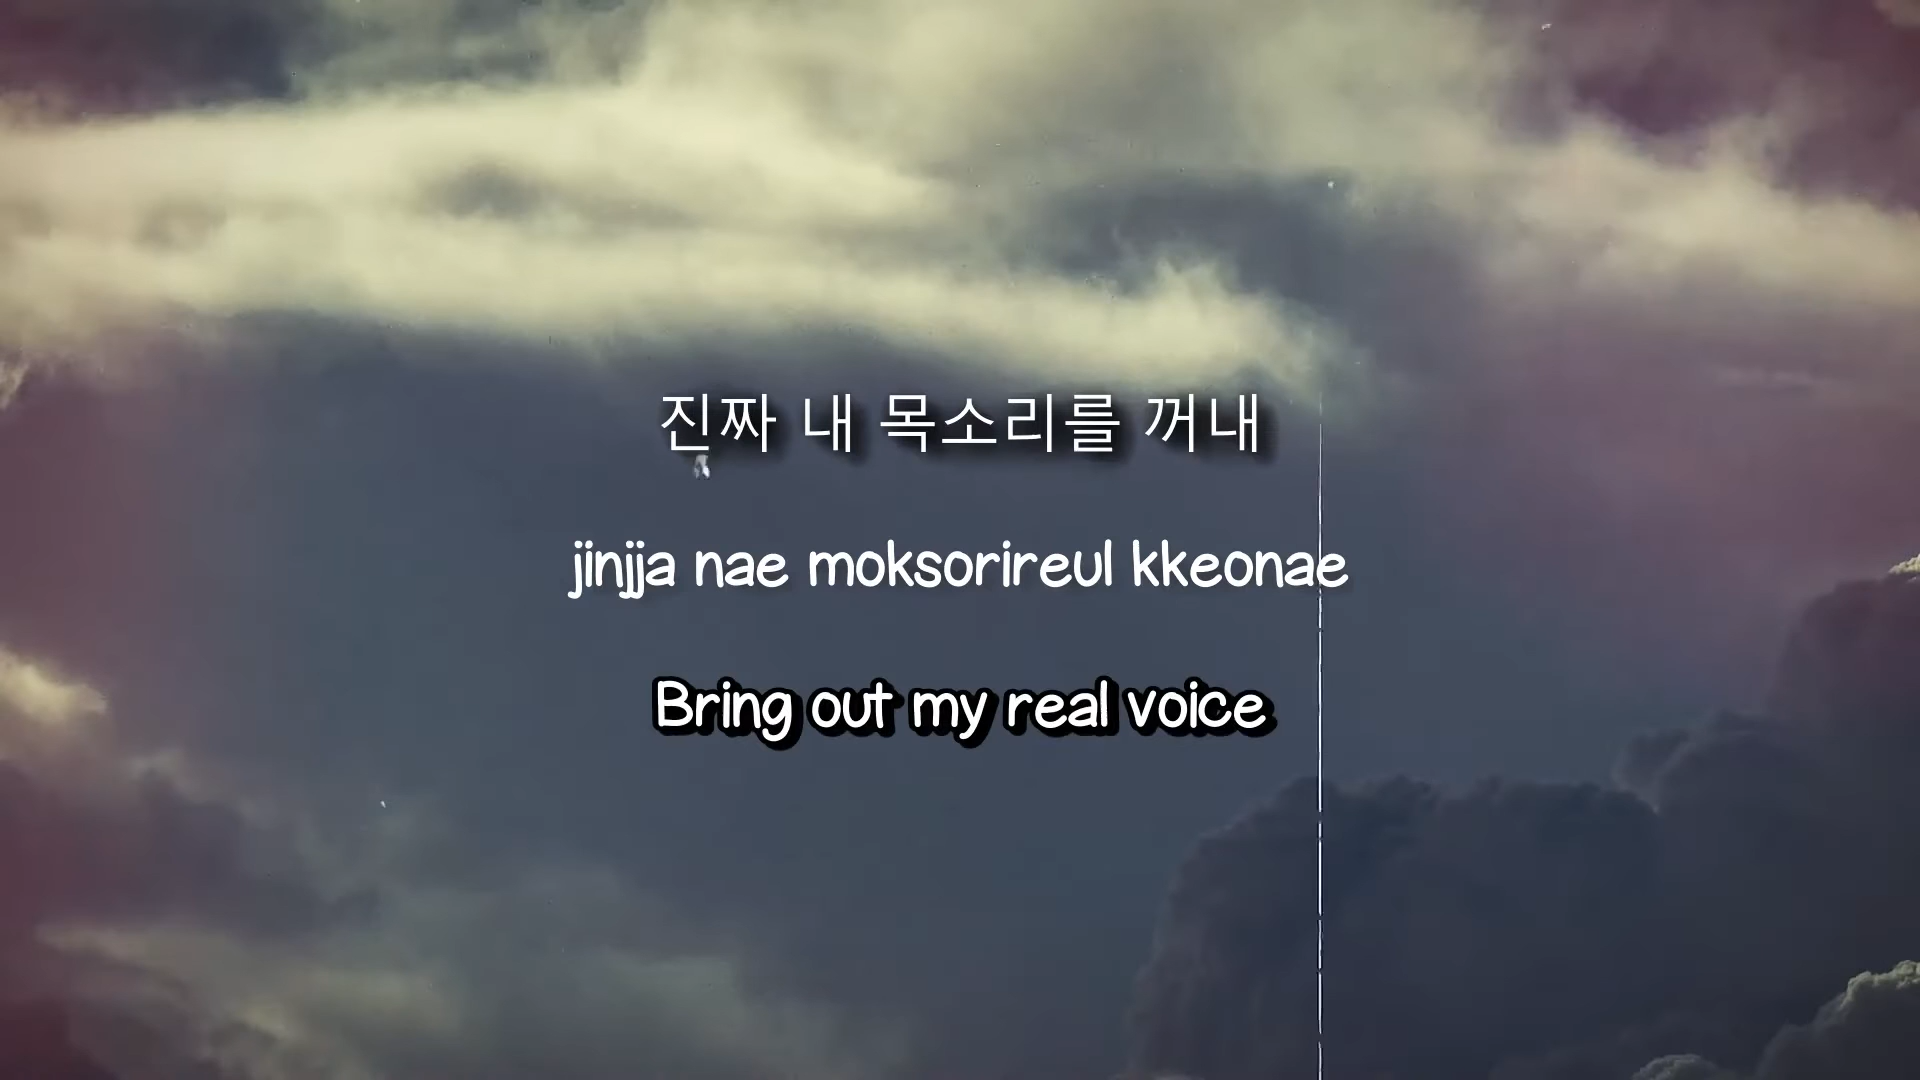 진짜 내 목소리를 꺼내
jinjja nae moksorireul kkeonae
Bring out my real voice